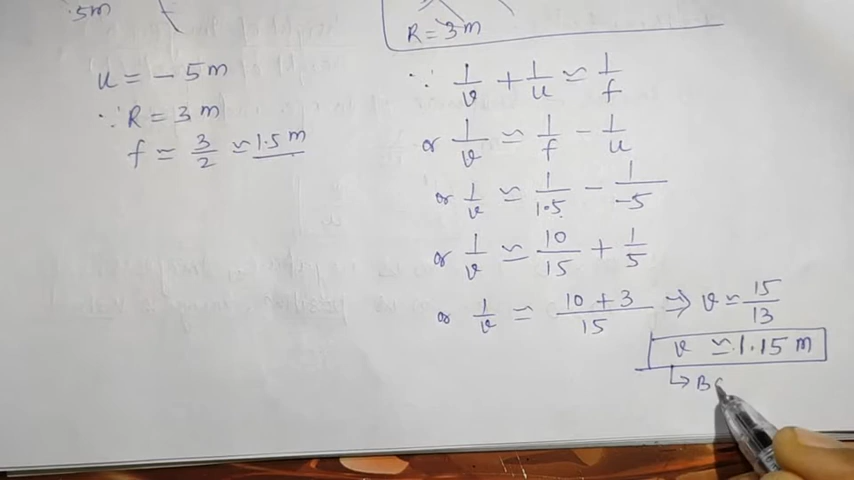 .5m
R = 3m
u = - 5m
∵ R = 3m
f ≈ 3/2 ≈ 1.5 m
∵ 1/v + 1/u ≈ 1/f
or 1/v ≈ 1/f - 1/u
or 1/v ≈ 1/1.5 - 1/-5
or 1/v ≈ 10/15 + 1/5
or 1/v ≈ 10 + 3/15 ⇒ v ≈ 15/13
v ≈ 1.15 m
↳ B